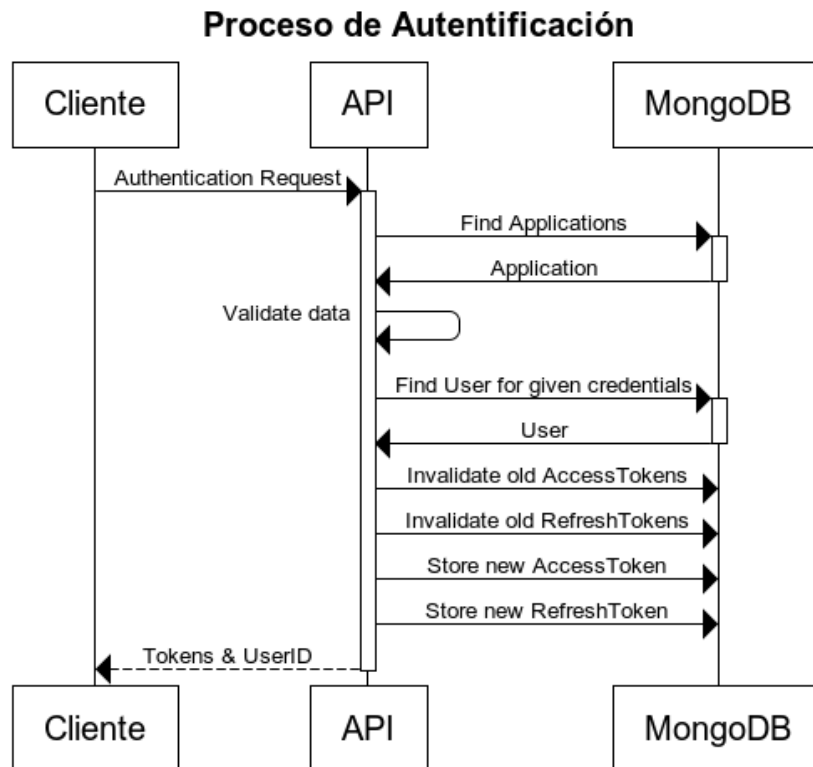 Proceso de Autentificación
Cliente
API
MongoDB
Authentication Request
Find Applications
Application
Validate data
Find User for given credentials
User
Invalidate old AccessTokens
Invalidate old RefreshTokens
Store new AccessToken
Store new RefreshToken
Tokens & UserID
Cliente
API
MongoDB